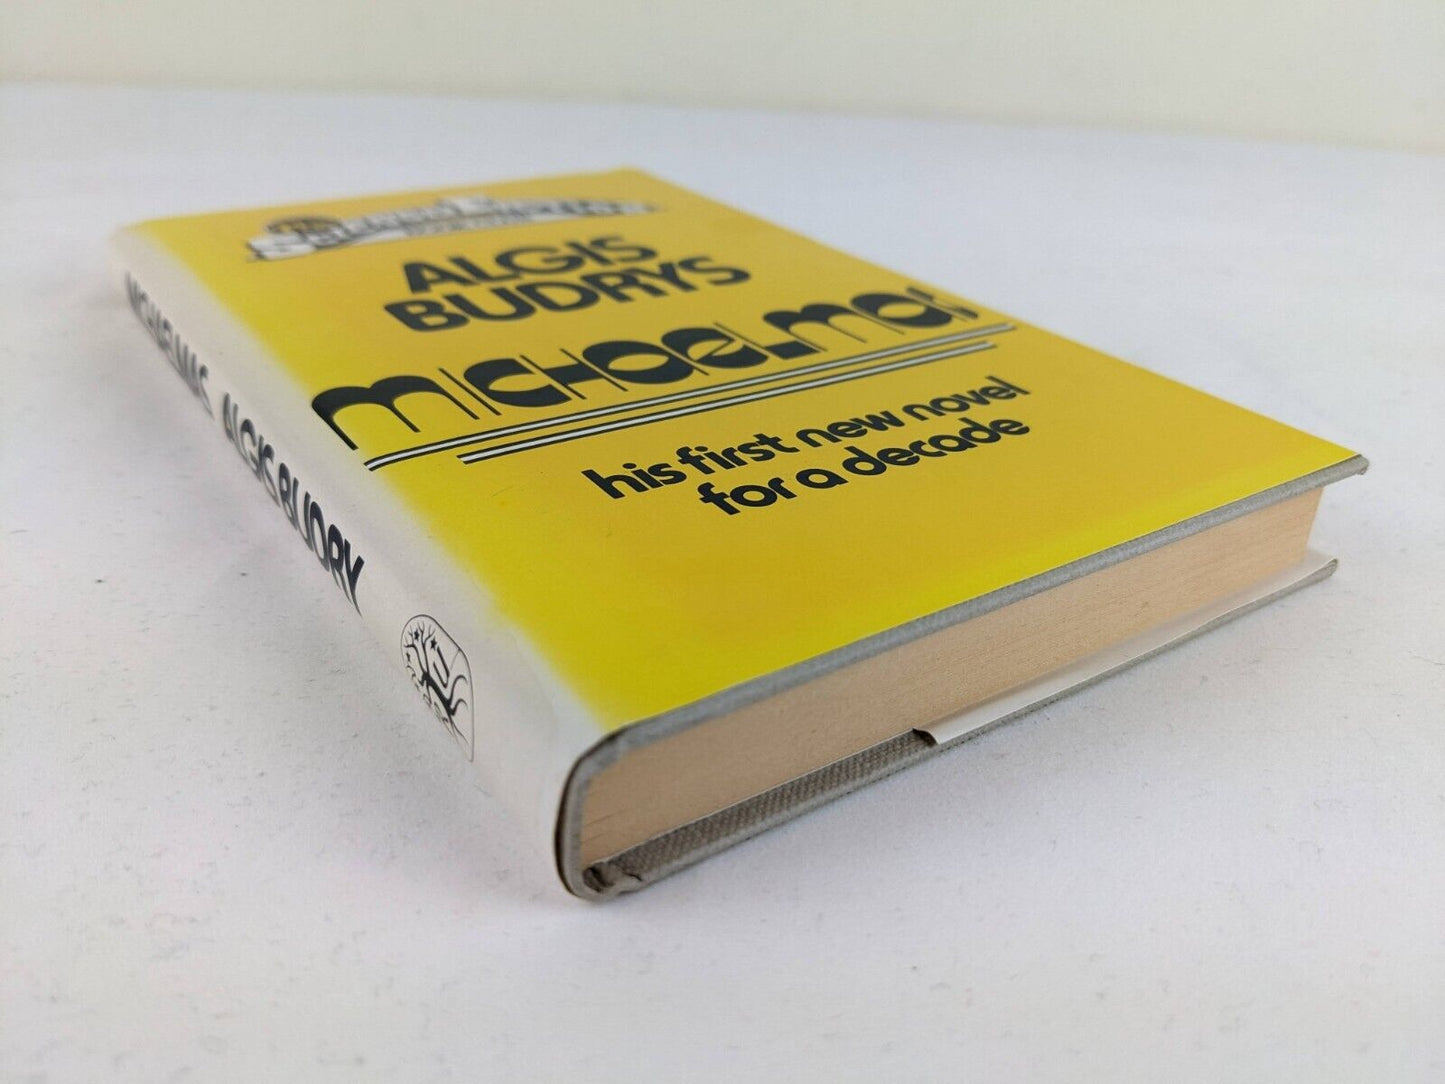 ALGIS
BUDRYS
MICHAELMAS
his first new novel
for a decade
MICHAELMAS ALGIS BUDRY